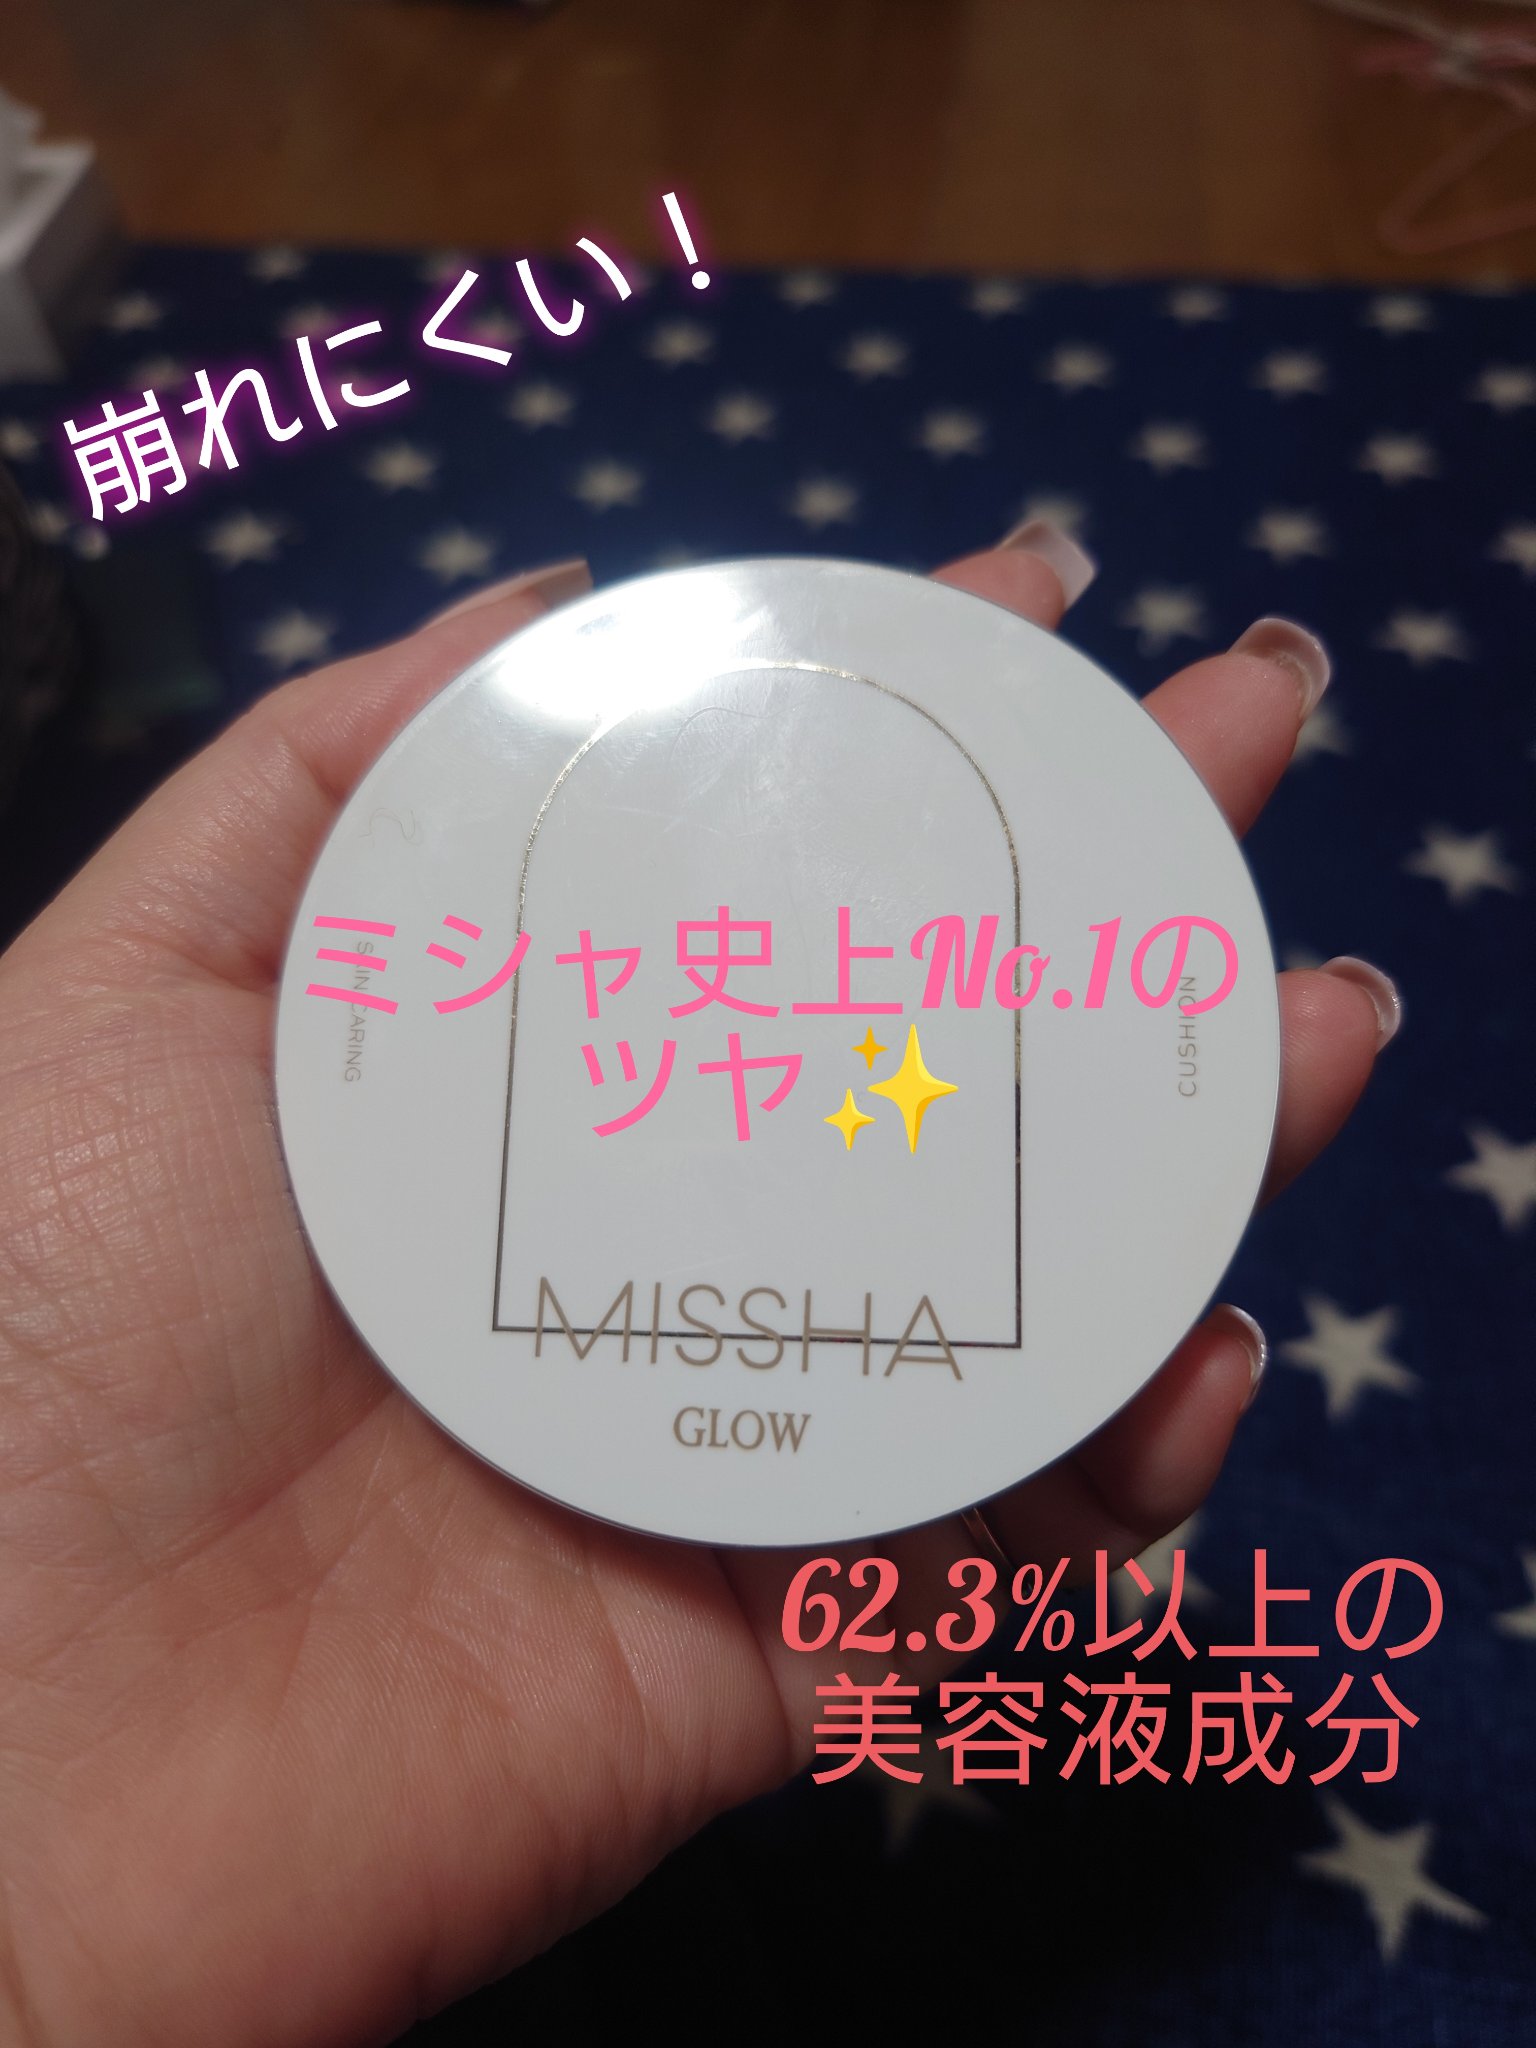 崩れにくい！
ミシャ史上No.1の
ツヤ✨
SKIN CARING
CUSHION
MISSHA
GLOW
62.3%以上の
美容液成分